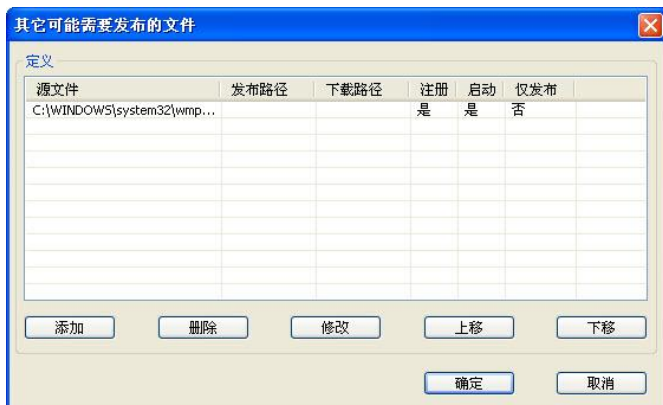 其它可能需要发布的文件
定义
源文件 发布路径 下载路径 注册 启动 仅发布
C:\WINDOWS\system32\wmp... 是 是 否
添加 删除 修改 上移 下移
确定 取消